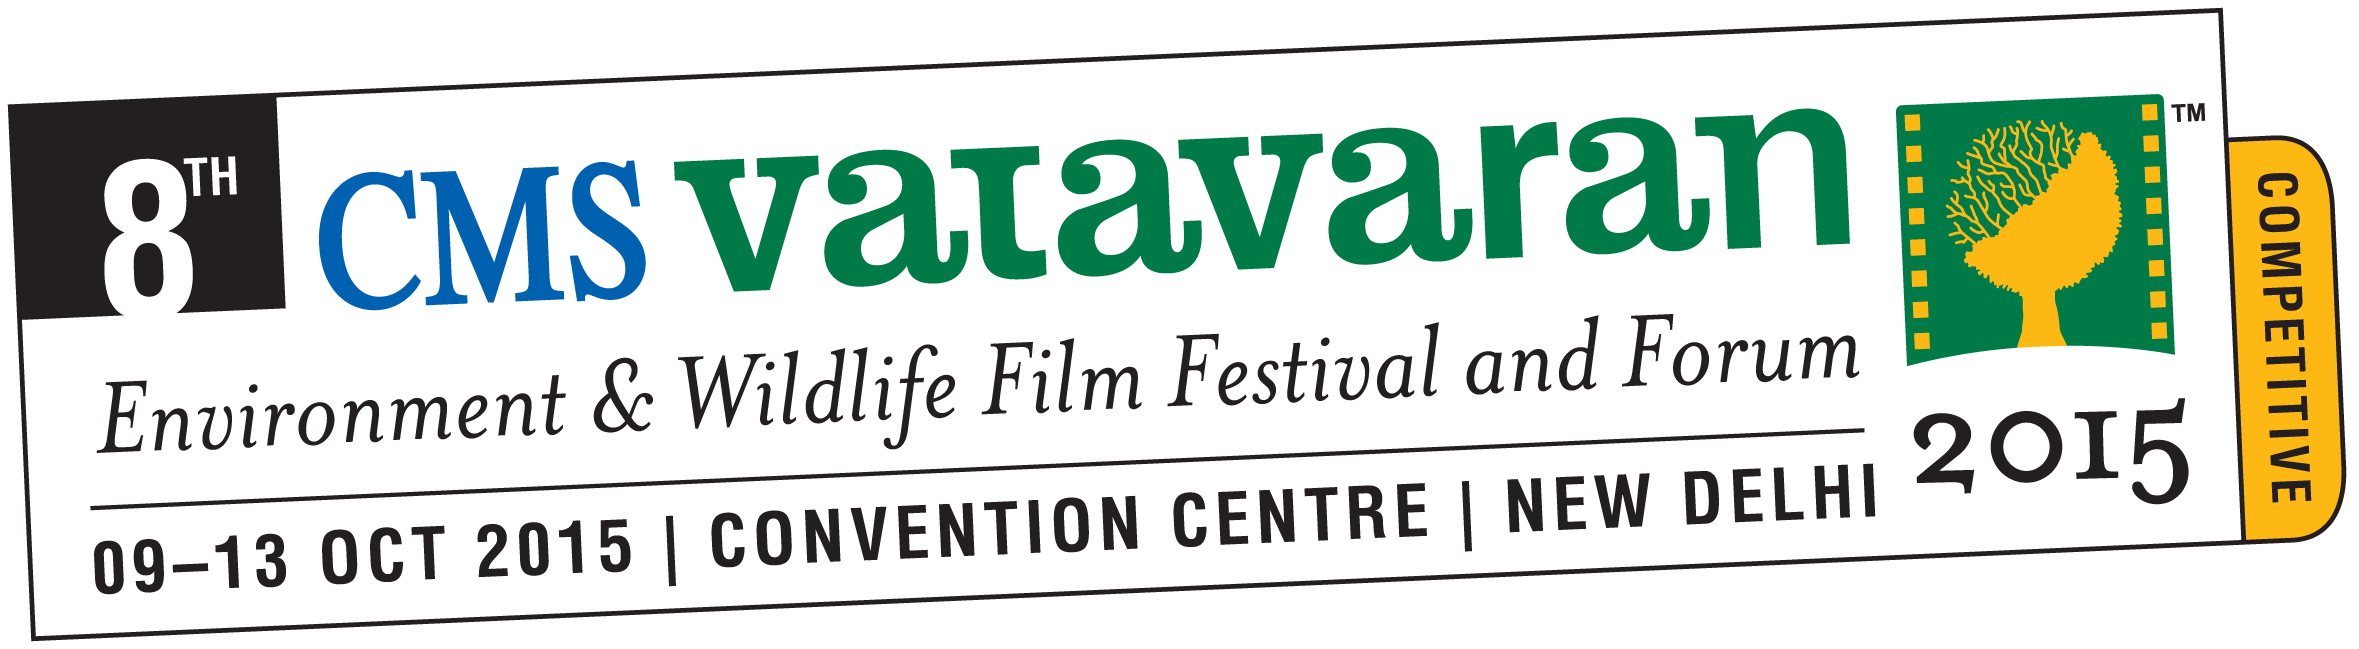 8TH CMS vatavaran TM
Environment & Wildlife Film Festival and Forum
2015
09–13 OCT 2015 | CONVENTION CENTRE | NEW DELHI
COMPETITIVE